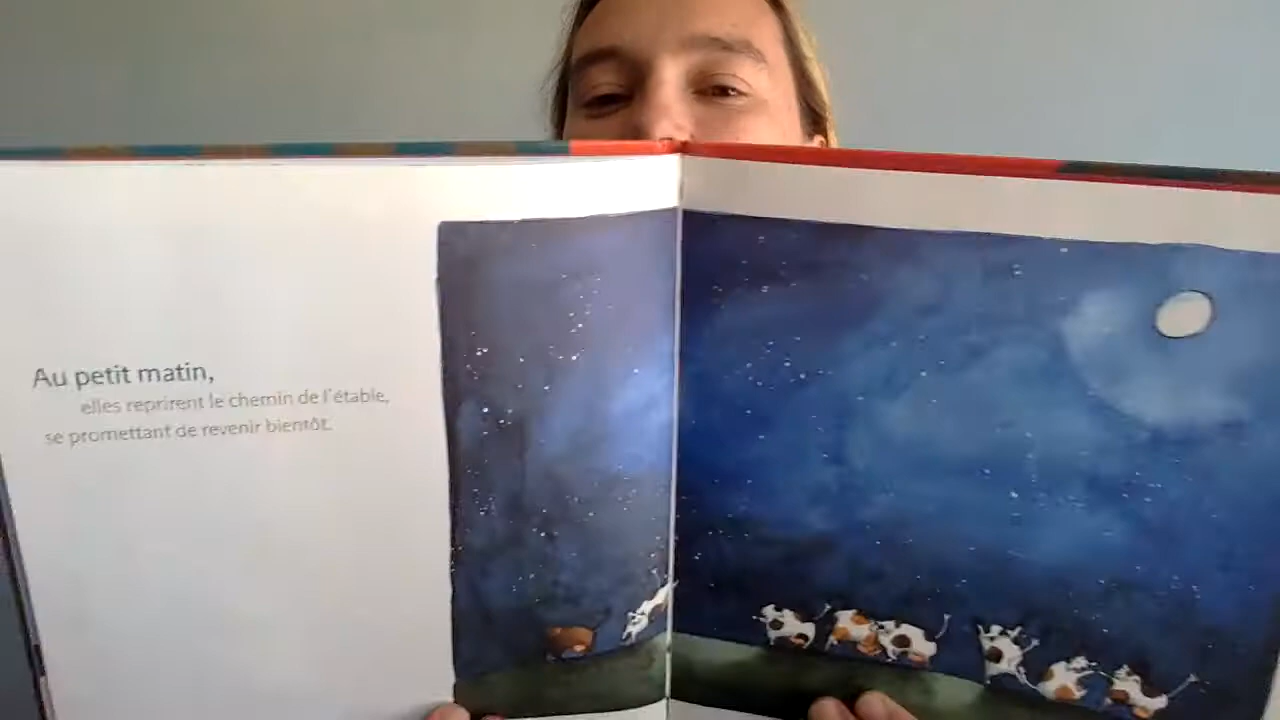 Au petit matin,
elles reprirent le chemin de l'étable,
se promettant de revenir bientôt.